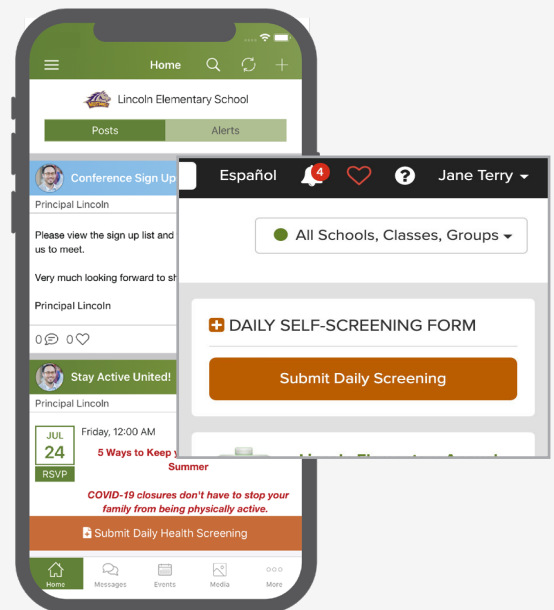 Home
Lincoln Elementary School
Posts
Alerts
Conference Sign Up
Principal Lincoln
Please view the sign up list and
us to meet.
Very much looking forward to
Principal Lincoln
0 0
Stay Active United!
Principal Lincoln
JUL
24
RSVP
Friday, 12:00 AM
5 Ways to Keep
Summer
COVID-19 closures don't have to stop your
family from being physically active.
Submit Daily Health Screening
Home
Messages
Events
Media
More
Español
4
?
Jane Terry
All Schools, Classes, Groups
DAILY SELF-SCREENING FORM
Submit Daily Screening